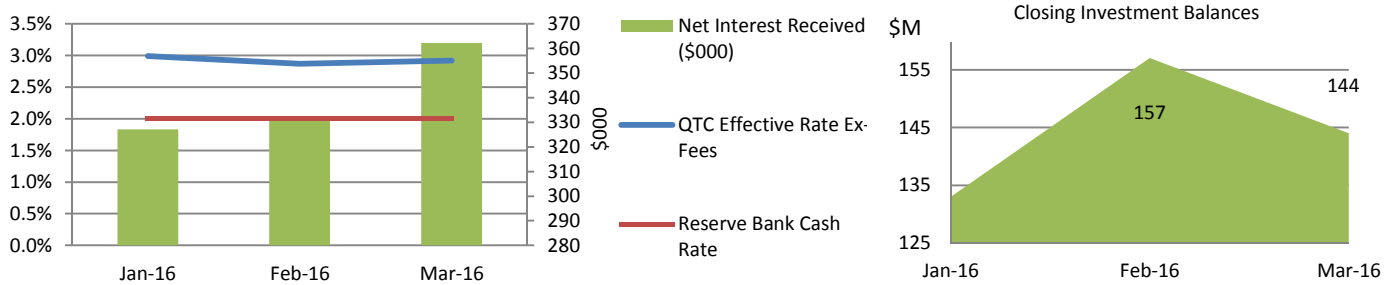 3.5%
3.0%
2.5%
2.0%
1.5%
1.0%
0.5%
0.0%
Jan-16
Feb-16
Mar-16
370
360
350
340
330
320
310
300
290
280
$000
Net Interest Received
($000)
QTC Effective Rate Ex-
Fees
Reserve Bank Cash
Rate
Closing Investment Balances
$M
155
145
135
125
157
144
Jan-16
Feb-16
Mar-16